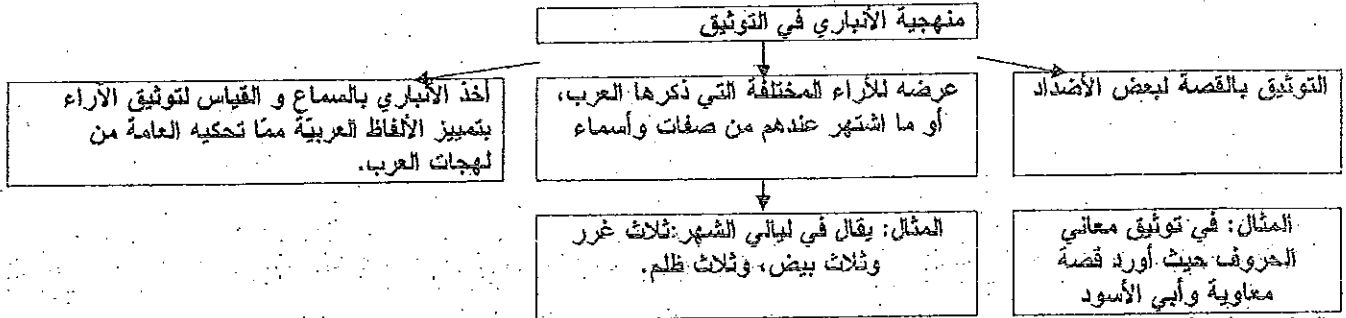 منهجية الأنباري في التوثيق
التوثيق بالقصة لبعض الأضداد
عرضه للأراء المختلفة التي ذكرها العرب،
أو ما اشتهر عندهم من صفات وأسماء
أخذ الأنباري بالسماع و القياس لتوثيق الآراء
بتمييز الألفاظ العربيّة ممّا تحكيه العامة من
لهجات العرب.
المثال: في توثيق معاني
الحروف حيث أورد قصة
معاوية وأبي الأسود
المثال: يقال في ليالي الشهر:ثلاث غرر
وثلاث بيض، وثلاث ظلم.